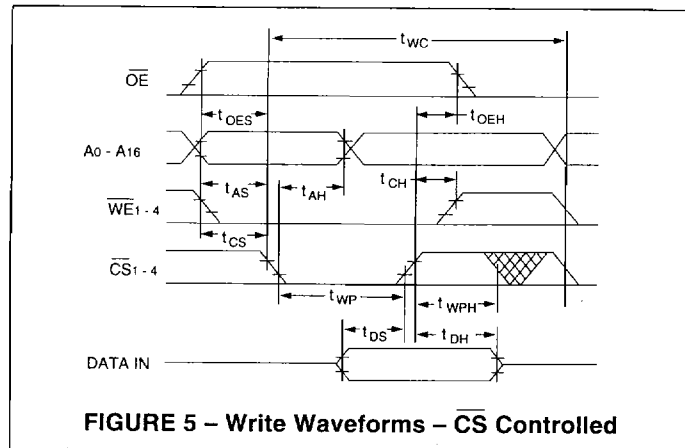 tWC
OE
tOES
tOEH
A0 - A16
tAS
tAH
tCH
WE1 - 4
tCS
CS1 - 4
tWP
tWPH
tDS
tDH
DATA IN
FIGURE 5 – Write Waveforms – CS Controlled